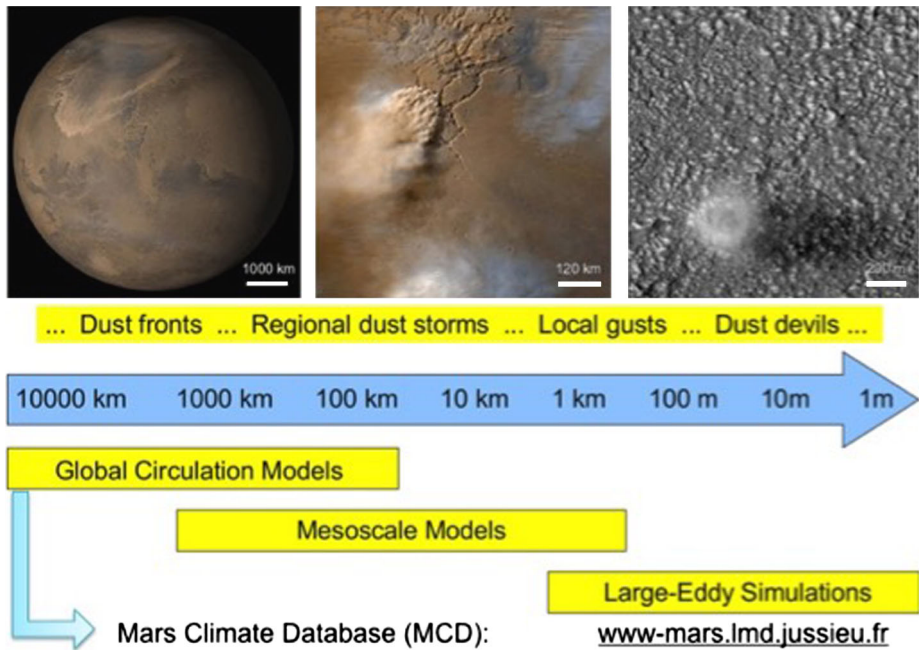 1000 km
120 km
200 m
... Dust fronts ... Regional dust storms ... Local gusts ... Dust devils ...
10000 km 1000 km 100 km 10 km 1 km 100 m 10m 1m
Global Circulation Models
Mesoscale Models
Large-Eddy Simulations
Mars Climate Database (MCD): www-mars.lmd.jussieu.fr